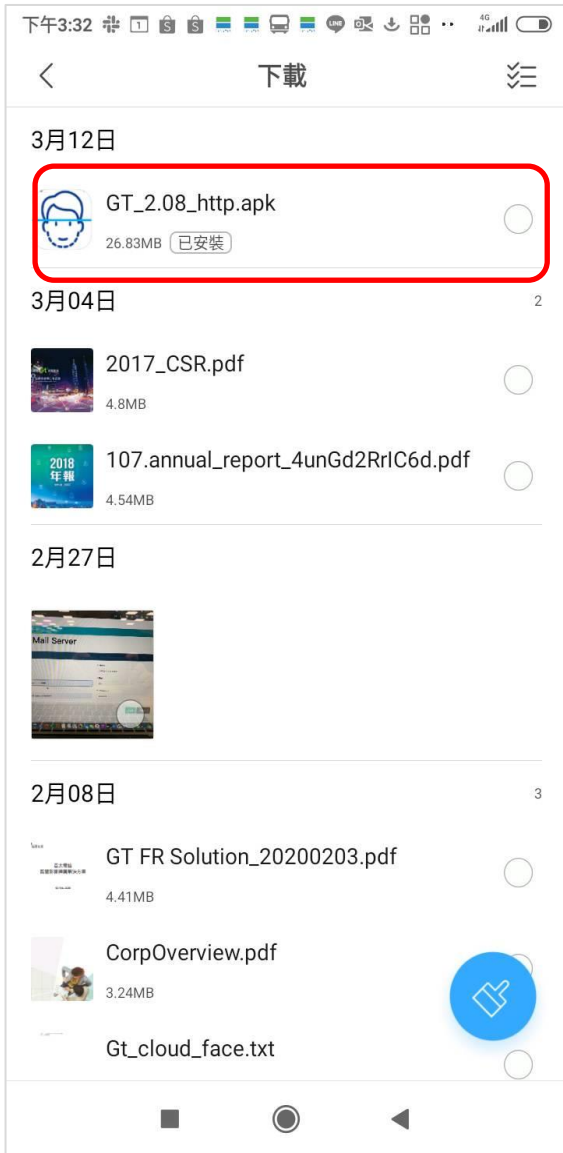 下午3:32
4G
下載
3月12日
GT_2.08_http.apk
26.83MB 已安裝
3月04日
2
2017_CSR.pdf
4.8MB
2018
年報
107.annual_report_4unGd2RrIC6d.pdf
4.54MB
2月27日
Mail Server
2月08日
3
GT FR Solution_20200203.pdf
4.41MB
CorpOverview.pdf
3.24MB
Gt_cloud_face.txt